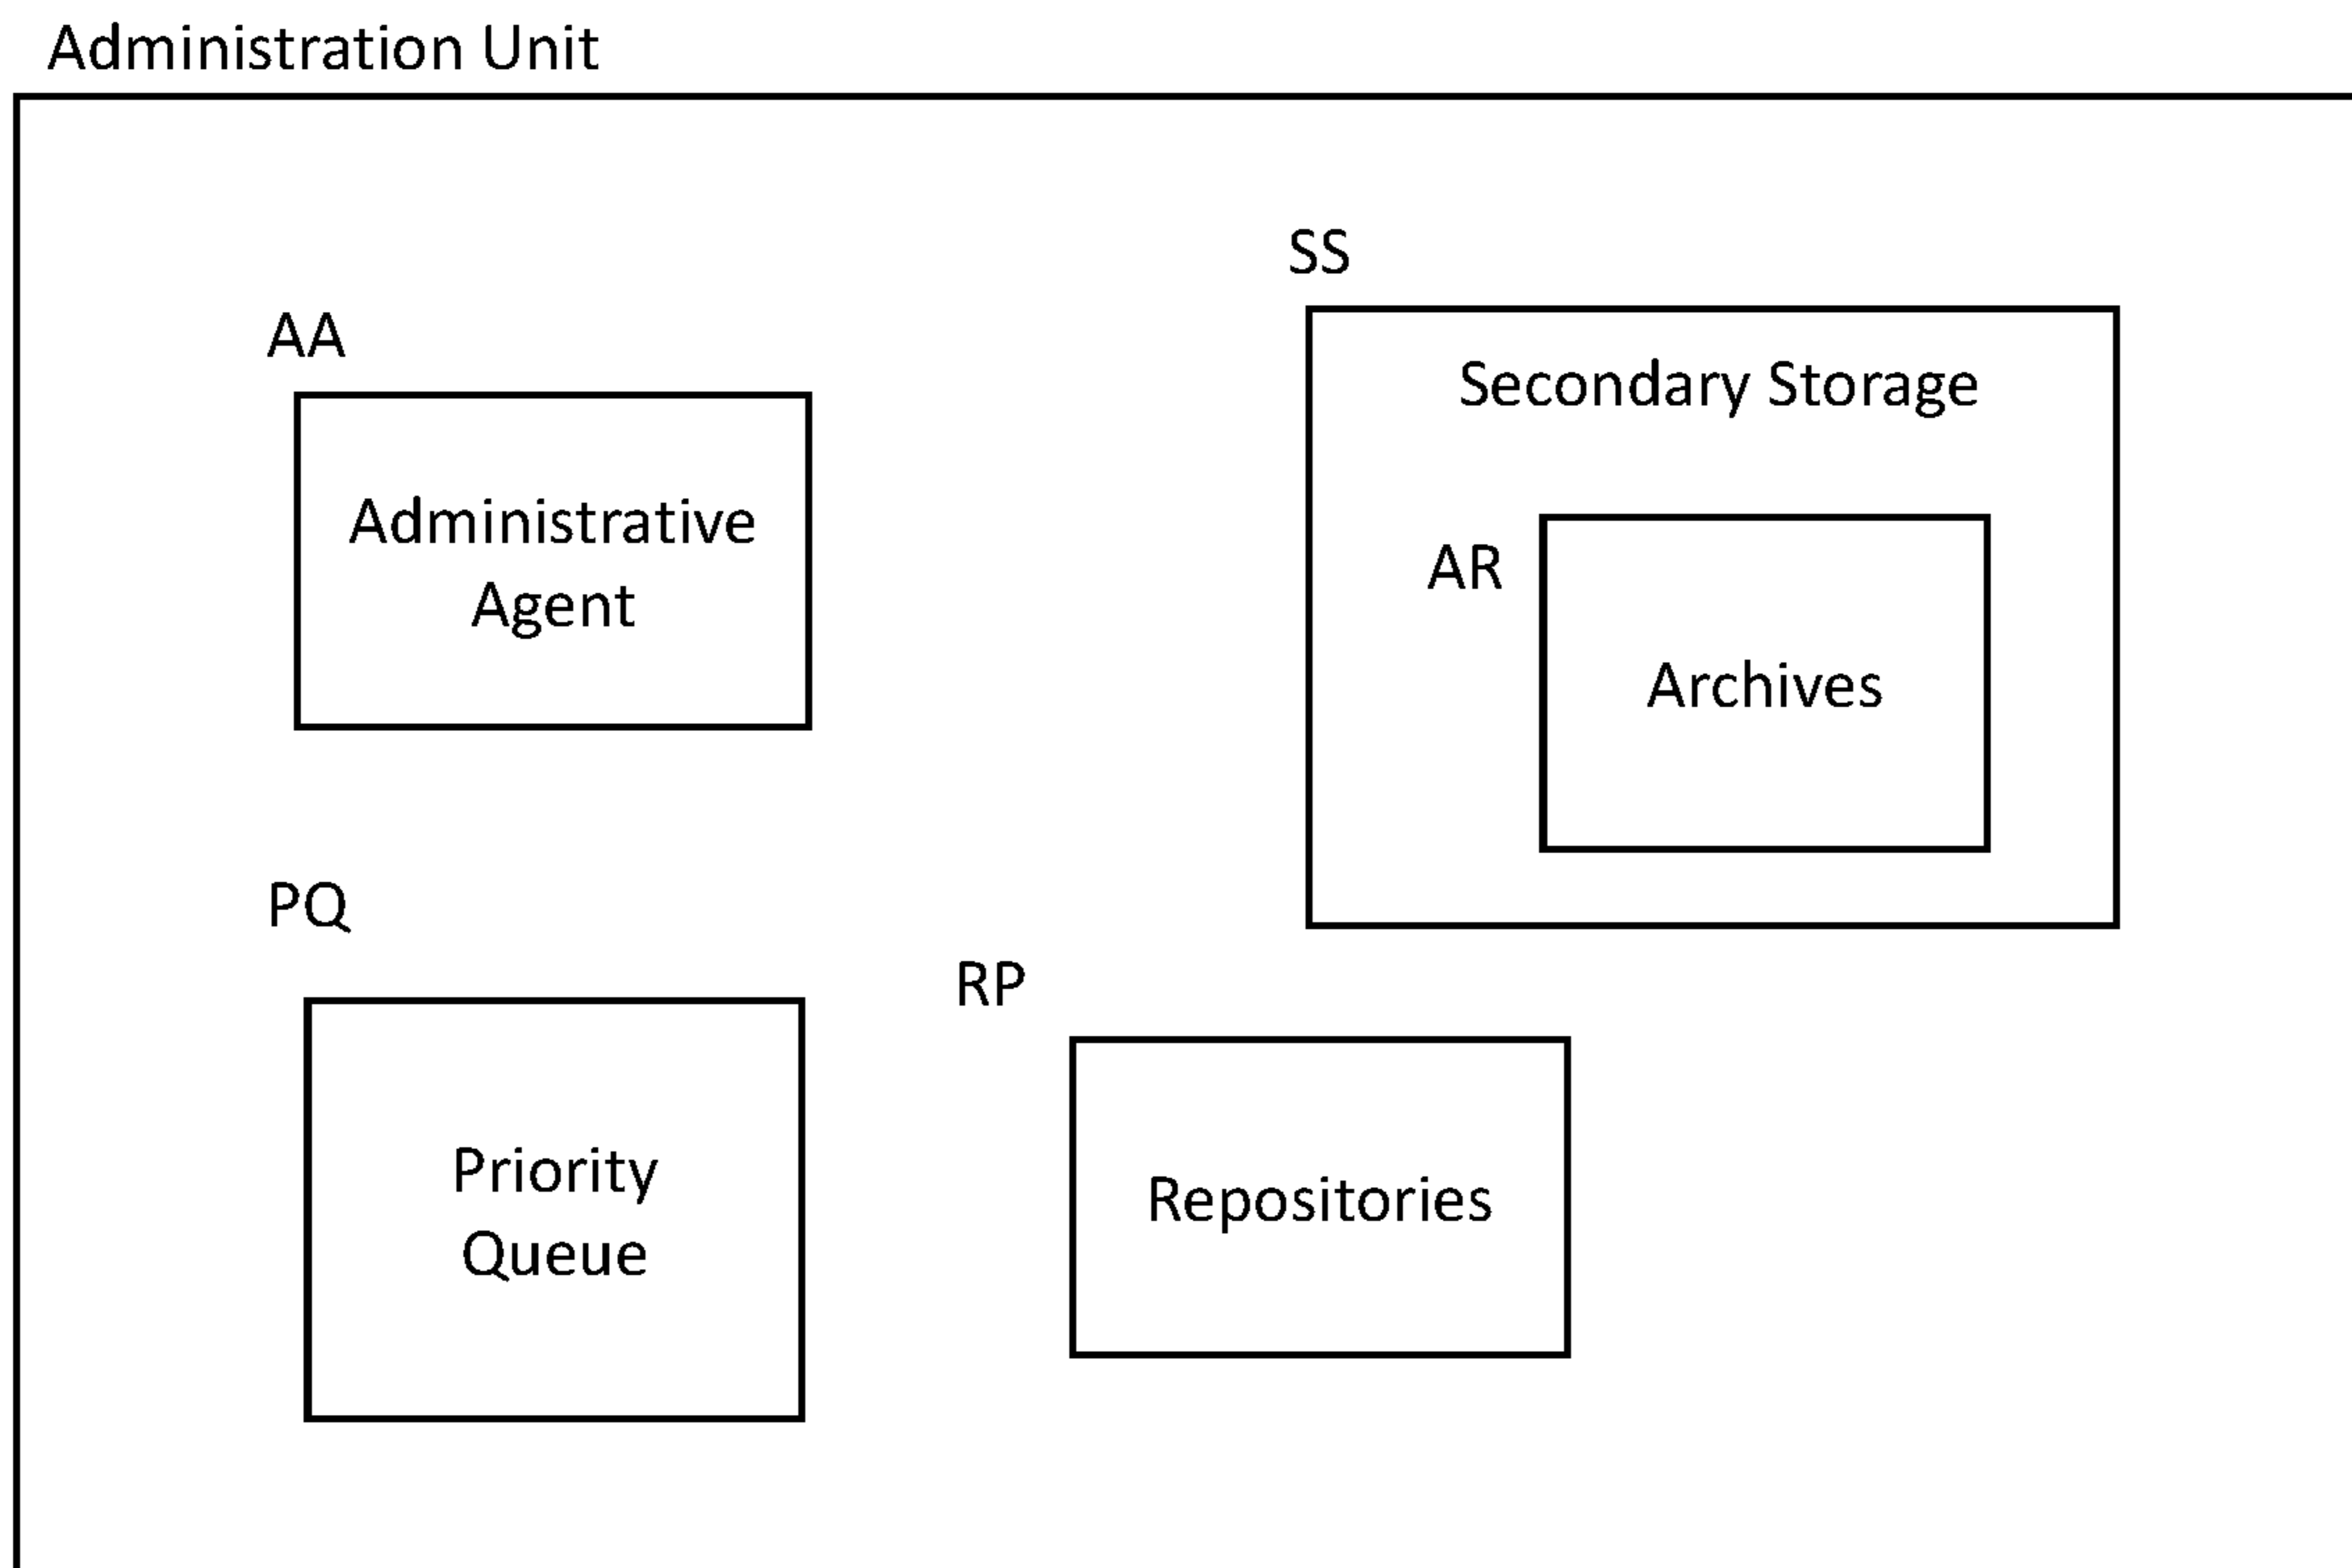 Administration Unit
SS
AA
Secondary Storage
Administrative
Agent
AR
Archives
PQ
RP
Priority
Queue
Repositories